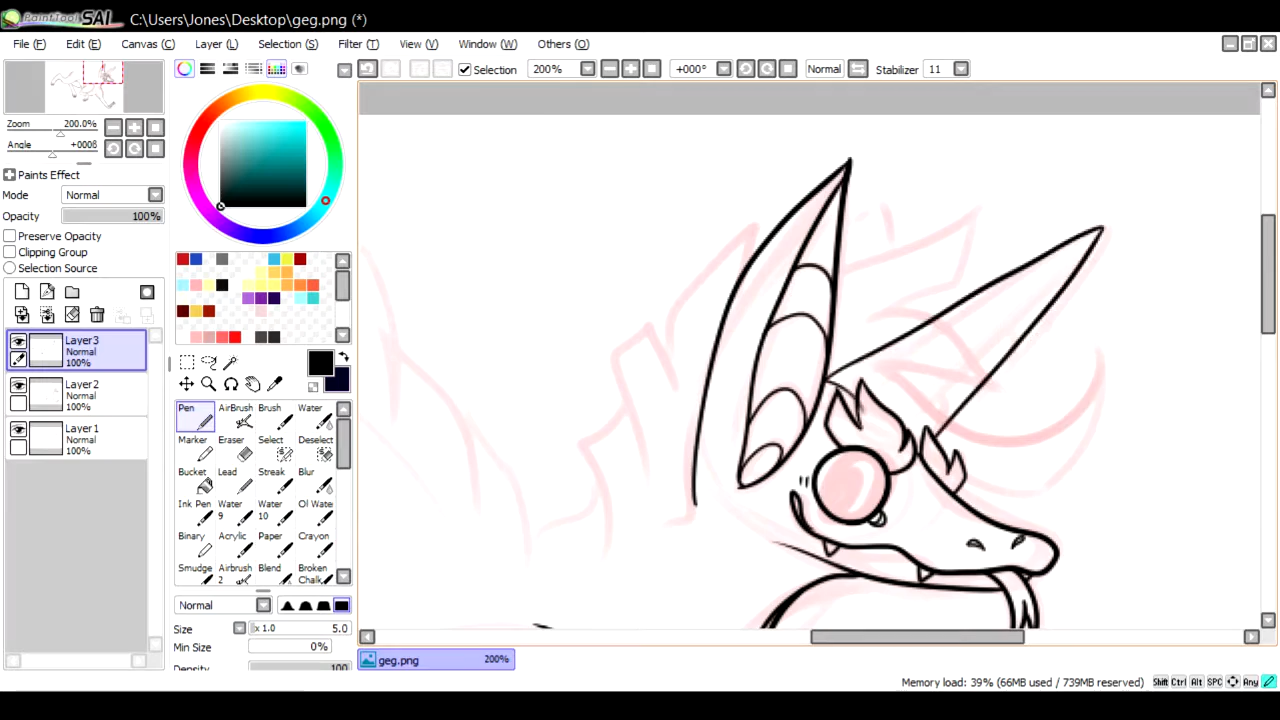 PaintTool SAI C:\Users\Jones\Desktop\geg.png (*)
File (F) Edit (E) Canvas (C) Layer (L) Selection (S) Filter (T) View (V) Window (W) Others (O)
Selection 200% +000° Normal Stabilizer 11
Zoom 200.0%
Angle +000ß
Paints Effect
Mode Normal
Opacity 100%
Preserve Opacity
Clipping Group
Selection Source
Layer3
Normal
100%
Layer2
Normal
100%
Layer1
Normal
100%
Pen AirBrush Brush Water
Marker Eraser Select Deselect
Bucket Lead Streak Blur
Ink Pen Water 9 Water 10 Ol Water
Binary Acrylic Paper Broken
Smudge Airbrush 2 Blend Broken Chalk
Normal
Size x 1.0 5.0
Min Size 0%
Density 100
geg.png 200%
Memory load: 39% (66MB used / 739MB reserved) Shift Ctrl Alt SPC Any